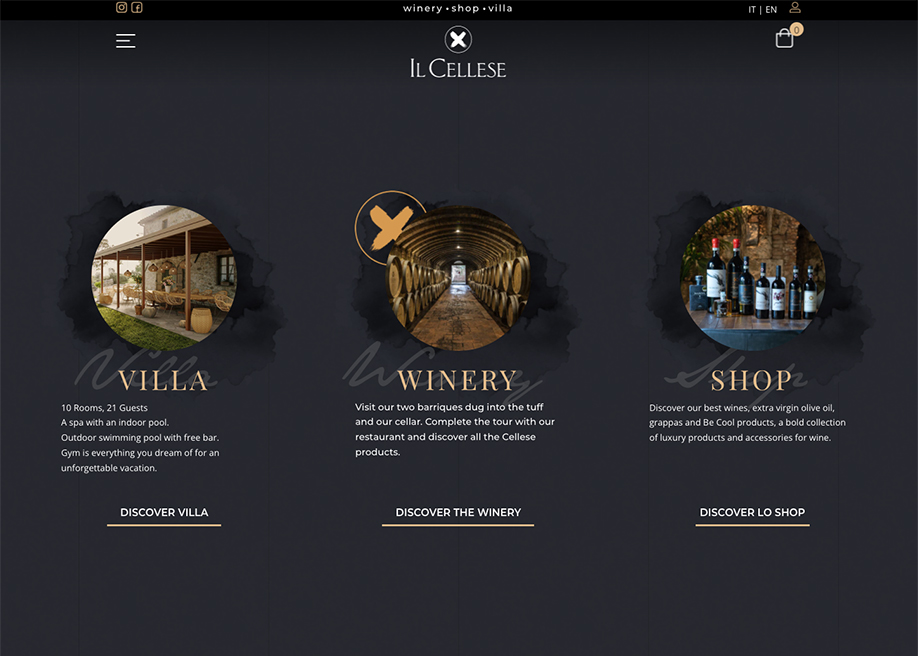 winery • shop • villa
IT | EN
0
IL CELLESE
Villa
VILLA
10 Rooms, 21 Guests
A spa with an indoor pool.
Outdoor swimming pool with free bar.
Gym is everything you dream of for an
unforgettable vacation.
DISCOVER VILLA
Winery
WINERY
Visit our two barriques dug into the tuff
and our cellar. Complete the tour with our
restaurant and discover all the Cellese
products.
DISCOVER THE WINERY
Shop
SHOP
Discover our best wines, extra virgin olive oil,
grappas and Be Cool products, a bold collection
of luxury products and accessories for wine.
DISCOVER LO SHOP